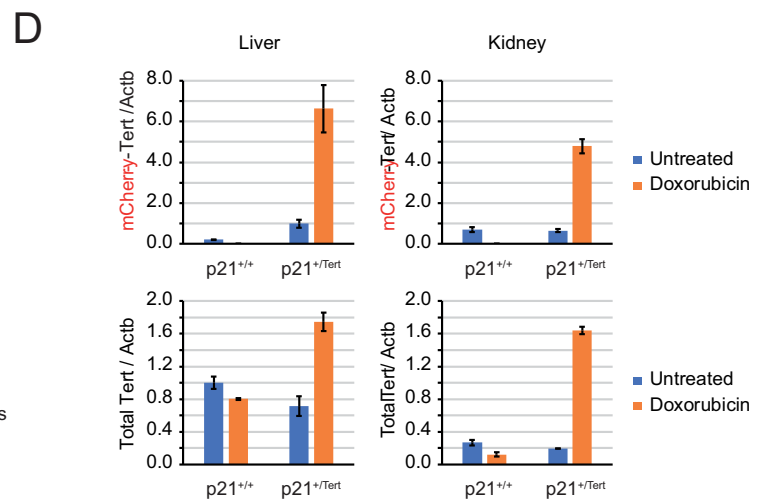 D
Liver
Kidney
mCherry-Tert /Actb
8.0
6.0
4.0
2.0
0.0
p21+/+
p21+/Tert
mCherry-Tert/ Actb
8.0
6.0
4.0
2.0
0.0
p21+/+
p21+/Tert
Untreated
Doxorubicin
Total Tert / Actb
2.0
1.6
1.2
0.8
0.4
0.0
p21+/+
p21+/Tert
TotalTert/ Actb
2.0
1.6
1.2
0.8
0.4
0.0
p21+/+
p21+/Tert
Untreated
Doxorubicin
s